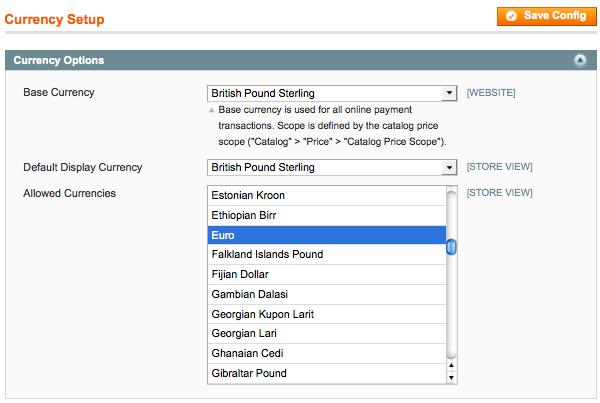 Currency Setup
Save Config
Currency Options
Base Currency
British Pound Sterling
[WEBSITE]
Base currency is used for all online payment
transactions. Scope is defined by the catalog price
scope ("Catalog" > "Price" > "Catalog Price Scope").
Default Display Currency
British Pound Sterling
[STORE VIEW]
Allowed Currencies
[STORE VIEW]
Estonian Kroon
Ethiopian Birr
Euro
Falkland Islands Pound
Fijian Dollar
Gambian Dalasi
Georgian Kupon Larit
Georgian Lari
Ghanaian Cedi
Gibraltar Pound